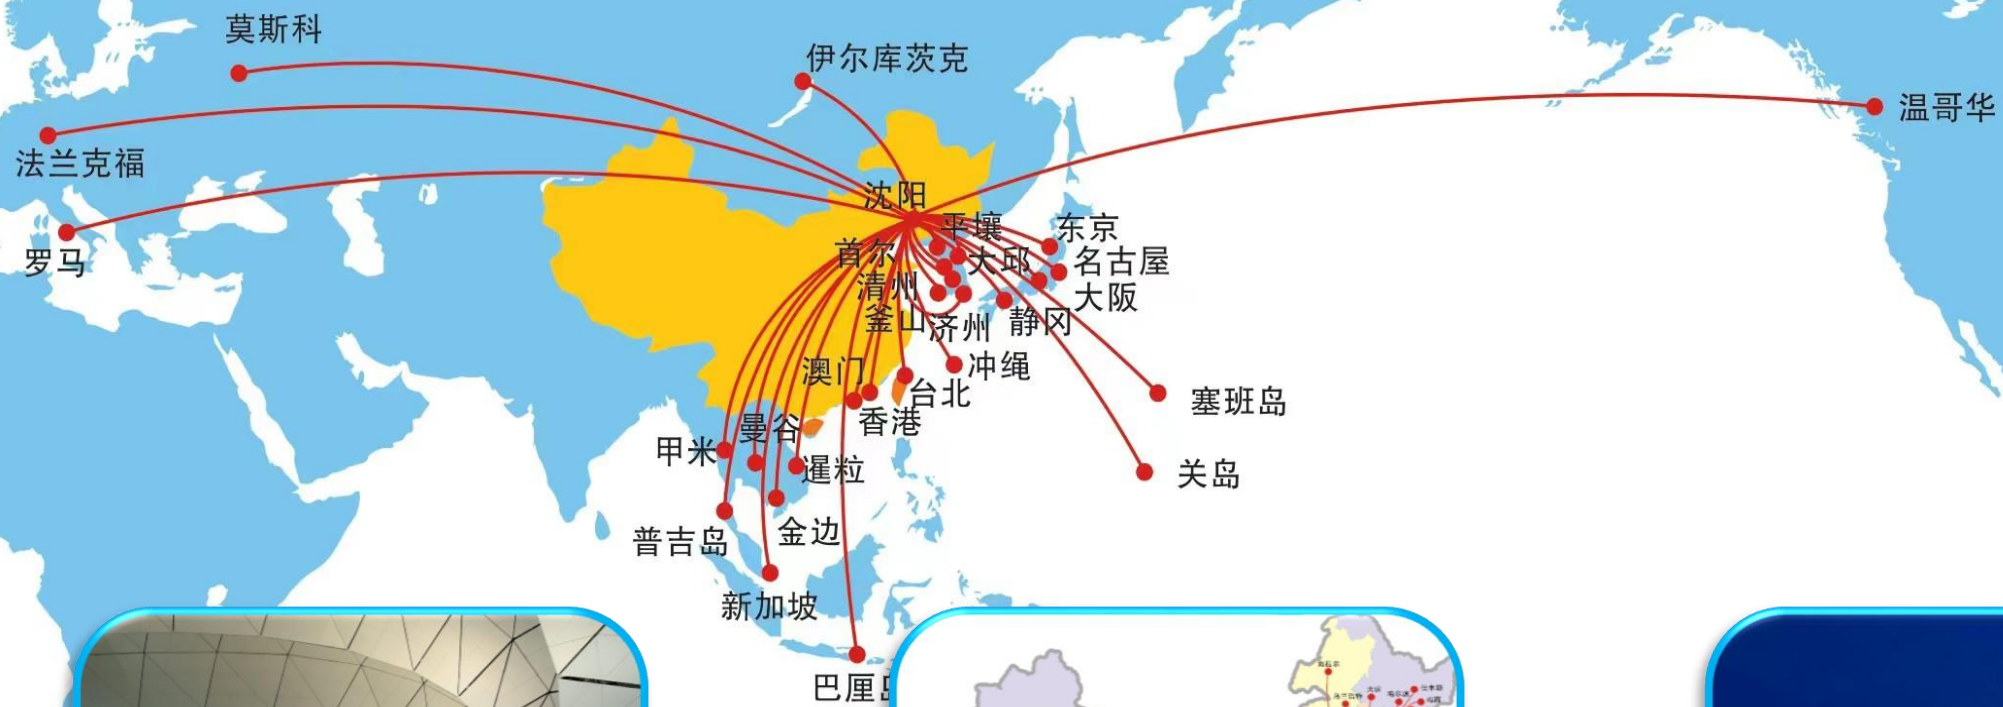 莫斯科
伊尔库茨克
温哥华
法兰克福
沈阳
平壤
东京
首尔
大邱
名古屋
罗马
清州
大阪
釜山
济州
静冈
澳门
冲绳
台北
塞班岛
曼谷
香港
甲米
暹粒
关岛
普吉岛
金边
新加坡
巴厘